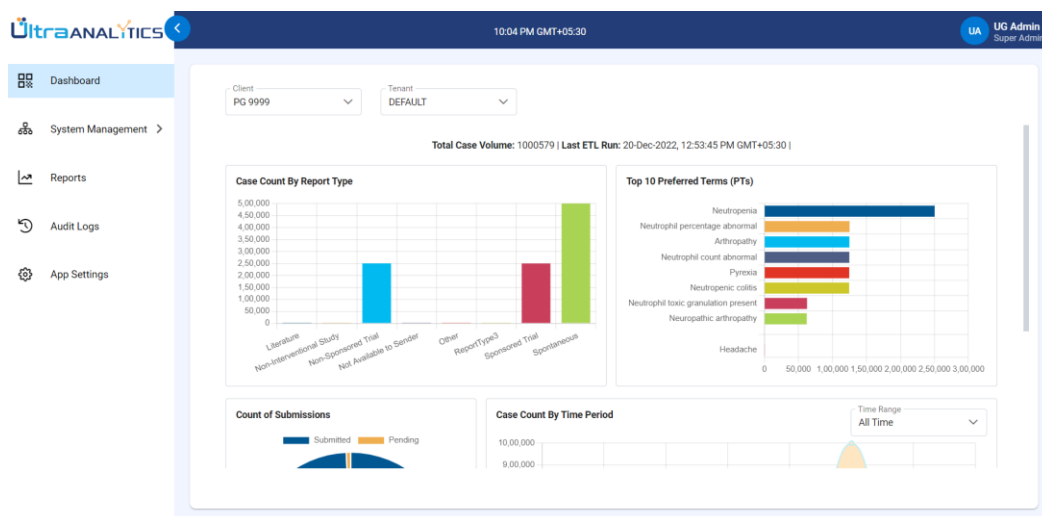 ÜltraANALYTICS
10:04 PM GMT+05:30
UA
UG Admin
Super Admin
Dashboard
System Management
Reports
Audit Logs
App Settings
Client
PG 9999
Tenant
DEFAULT
Total Case Volume: 1000579 | Last ETL Run: 20-Dec-2022, 12:53:45 PM GMT+05:30 |
Case Count By Report Type
5,00,000
4,50,000
4,00,000
3,50,000
3,00,000
2,50,000
2,00,000
1,50,000
1,00,000
50,000
0
Literature
Non-Interventional Study
Non-Sponsored Trial
Not Available to Sender
Other
ReportType3
Sponsored Trial
Spontaneous
Top 10 Preferred Terms (PTs)
Neutropenia
Neutrophil percentage abnormal
Arthropathy
Neutrophil count abnormal
Pyrexia
Neutropenic colitis
Neutrophil toxic granulation present
Neuropathic arthropathy
Headache
0 50,000 1,00,000 1,50,000 2,00,000 2,50,000 3,00,000
Count of Submissions
Submitted Pending
Case Count By Time Period
Time Range
All Time
10,00,000
9,00,000